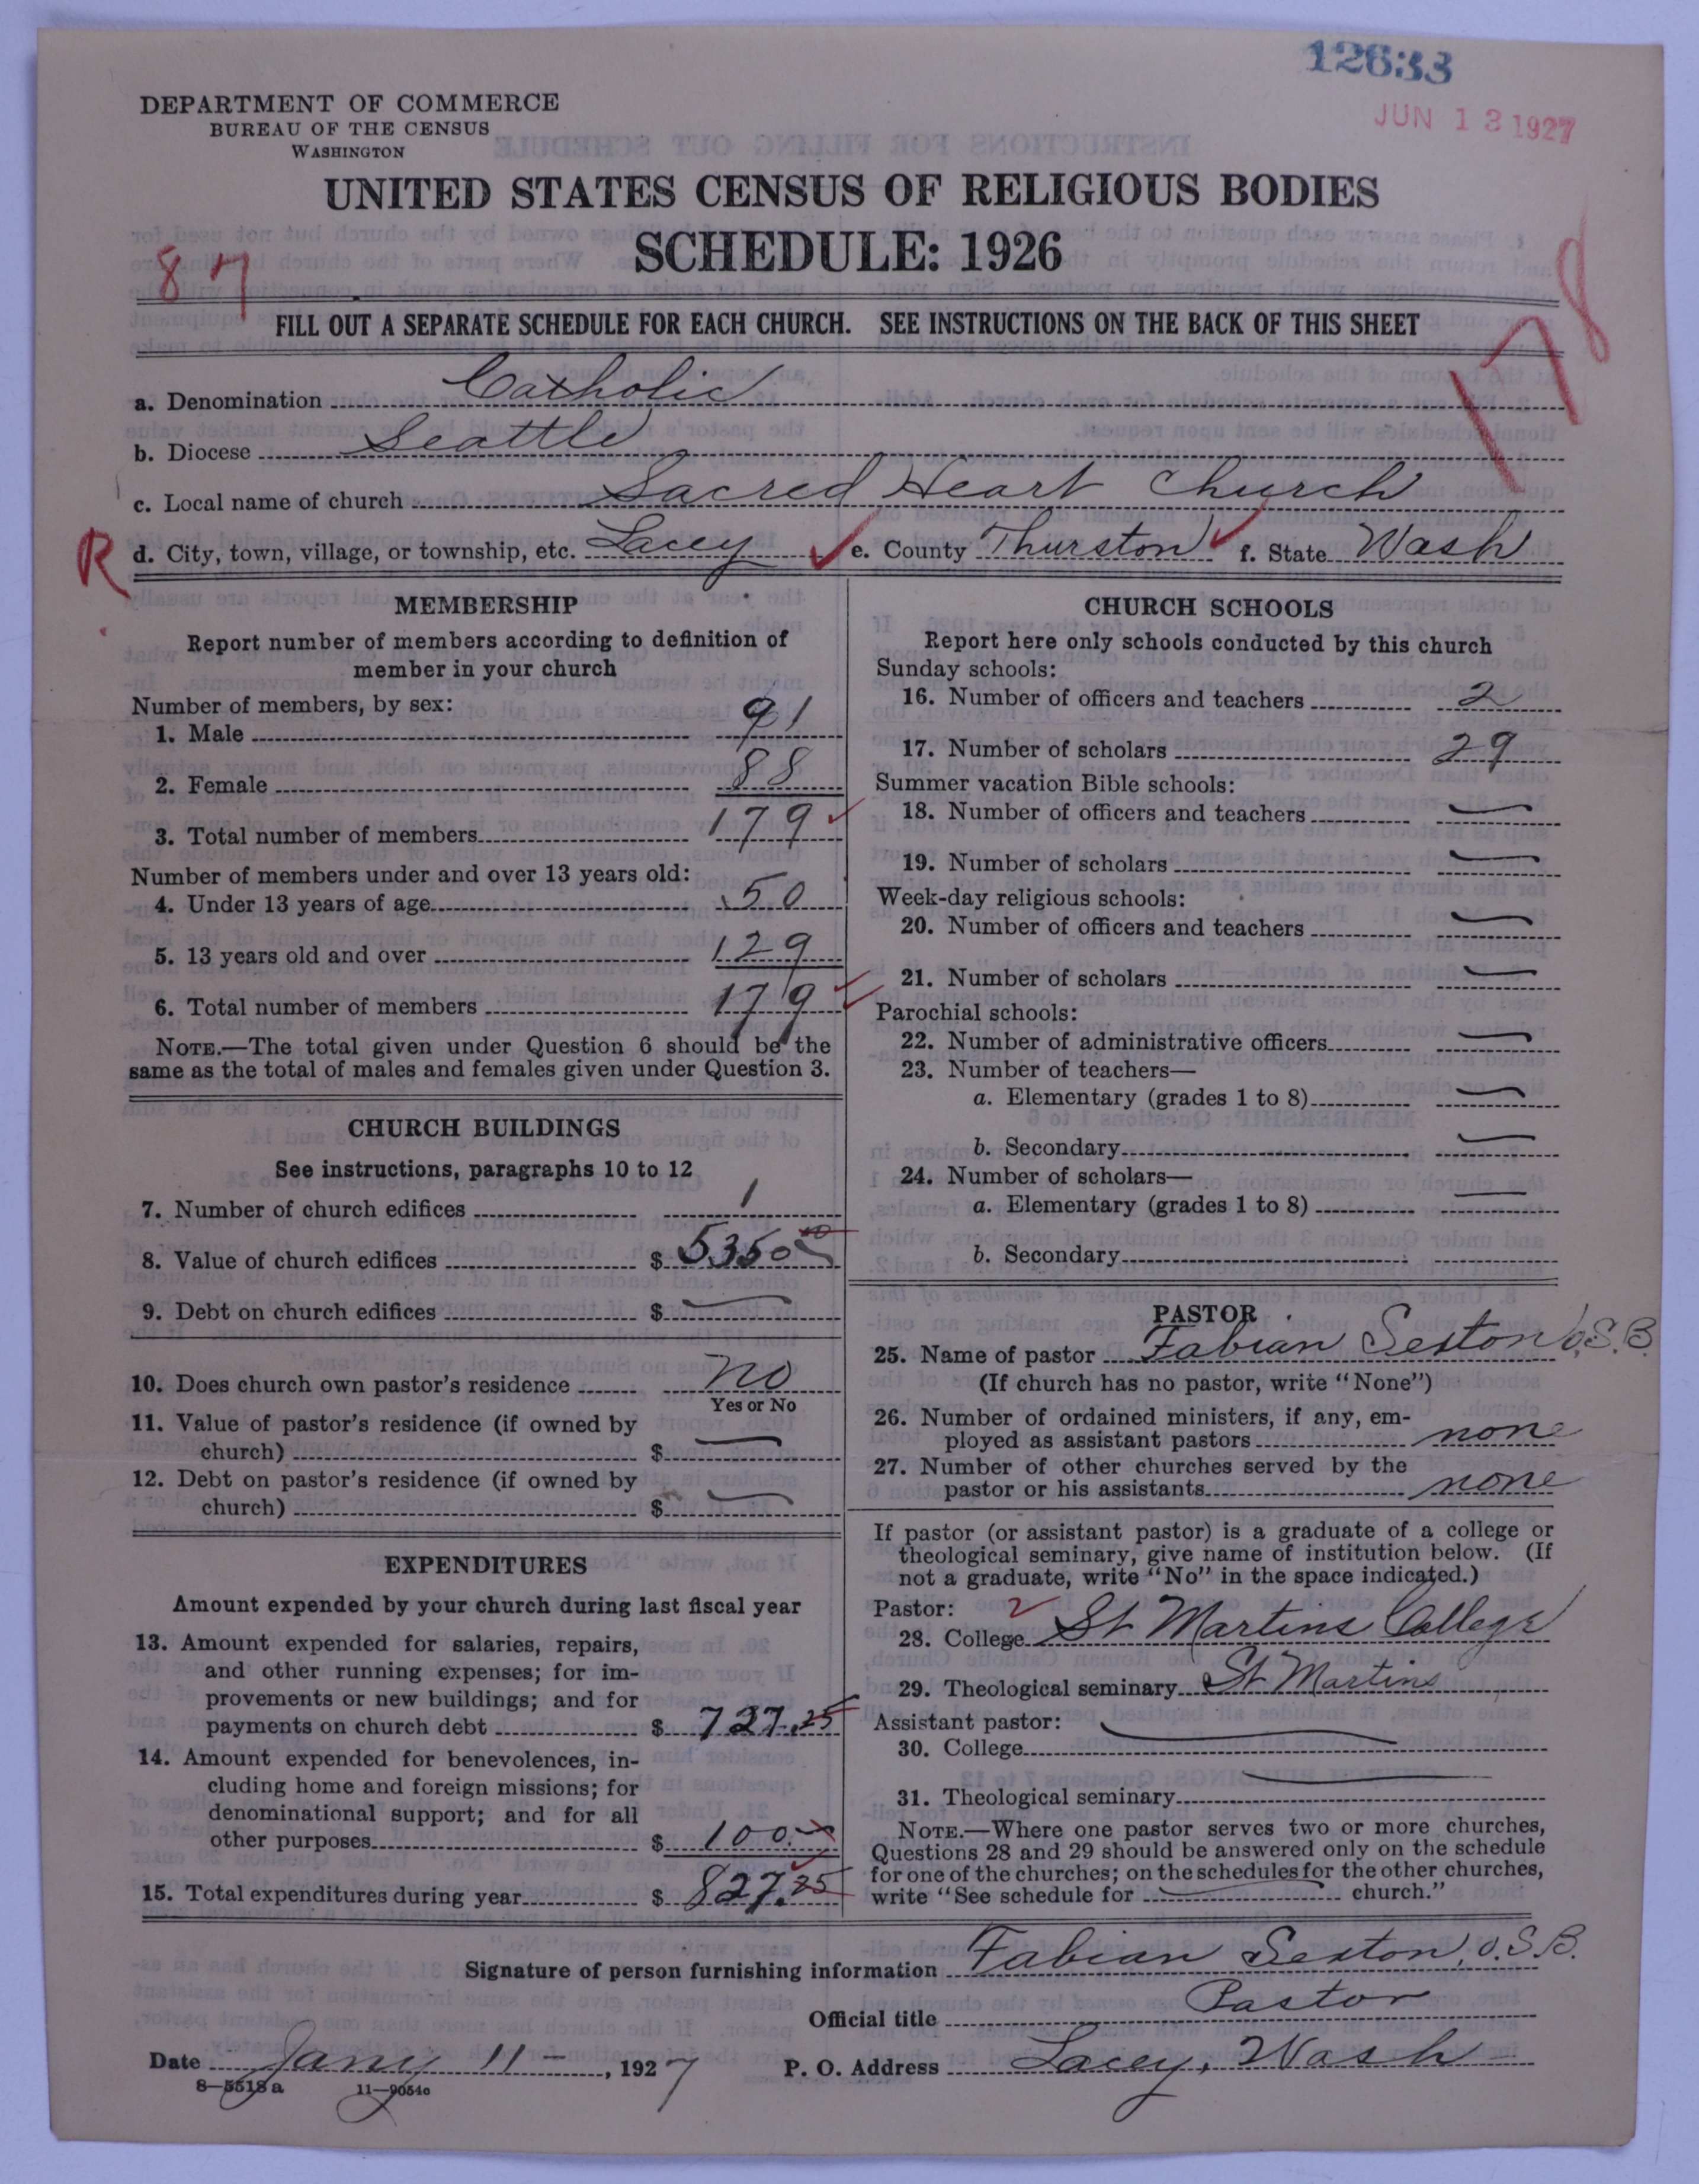 12633
JUN 13 1927
DEPARTMENT OF COMMERCE
BUREAU OF THE CENSUS
WASHINGTON
UNITED STATES CENSUS OF RELIGIOUS BODIES
SCHEDULE: 1926
87
178
FILL OUT A SEPARATE SCHEDULE FOR EACH CHURCH. SEE INSTRUCTIONS ON THE BACK OF THIS SHEET
a. Denomination Catholic
b. Diocese Seattle
c. Local name of church Sacred Heart Church
R d. City, town, village, or township, etc. Lacey e. County Thurston f. State Wash
MEMBERSHIP
Report number of members according to definition of
member in your church
Number of members, by sex:
1. Male 91
2. Female 88
3. Total number of members 179
Number of members under and over 13 years old:
4. Under 13 years of age 50
5. 13 years old and over 129
6. Total number of members 179
NOTE.—The total given under Question 6 should be the
same as the total of males and females given under Question 3.
CHURCH BUILDINGS
See instructions, paragraphs 10 to 12
7. Number of church edifices 1
8. Value of church edifices $ 5350
9. Debt on church edifices $ —
10. Does church own pastor's residence no
Yes or No
11. Value of pastor's residence (if owned by
church) $ —
12. Debt on pastor's residence (if owned by
church) $ —
EXPENDITURES
Amount expended by your church during last fiscal year
13. Amount expended for salaries, repairs,
and other running expenses; for im-
provements or new buildings; and for
payments on church debt $ 727.25
14. Amount expended for benevolences, in-
cluding home and foreign missions; for
denominational support; and for all
other purposes $ 100.—
15. Total expenditures during year $ 827.25
CHURCH SCHOOLS
Report here only schools conducted by this church
Sunday schools:
16. Number of officers and teachers 2
17. Number of scholars 29
Summer vacation Bible schools:
18. Number of officers and teachers —
19. Number of scholars —
Week-day religious schools:
20. Number of officers and teachers —
21. Number of scholars —
Parochial schools:
22. Number of administrative officers —
23. Number of teachers—
a. Elementary (grades 1 to 8) —
b. Secondary —
24. Number of scholars—
a. Elementary (grades 1 to 8) —
b. Secondary
PASTOR
25. Name of pastor Fabian Sexton O.S.B.
(If church has no pastor, write "None")
26. Number of ordained ministers, if any, em-
ployed as assistant pastors none
27. Number of other churches served by the
pastor or his assistants none
If pastor (or assistant pastor) is a graduate of a college or
theological seminary, give name of institution below. (If
not a graduate, write "No" in the space indicated.)
Pastor: 2
28. College St Martins College
29. Theological seminary St Martins
Assistant pastor:
30. College —
31. Theological seminary —
NOTE.—Where one pastor serves two or more churches,
Questions 28 and 29 should be answered only on the schedule
for one of the churches; on the schedules for the other churches,
write "See schedule for — church."
Signature of person furnishing information Fabian Sexton, O.S.B.
Official title Pastor
Date Jany 11 —, 1927 P. O. Address Lacey, Wash
8—5518 a 11—9054a